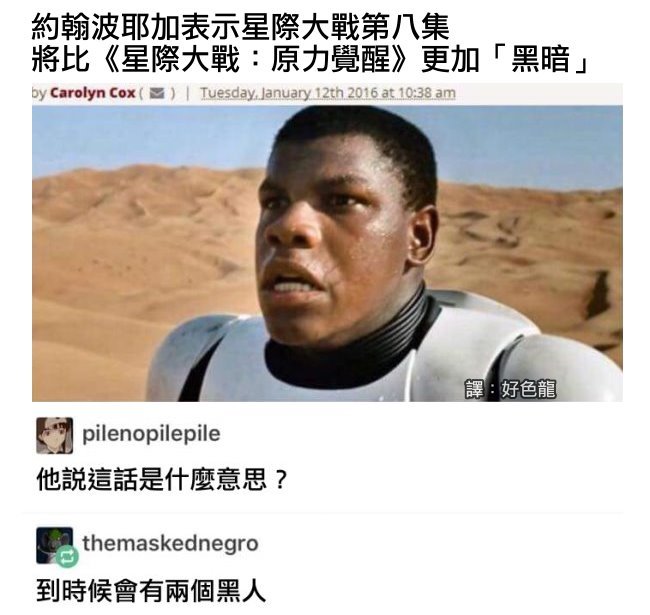 約翰波耶加表示星際大戰第八集
將比《星際大戰：原力覺醒》更加「黑暗」
by Carolyn Cox ( ) | Tuesday, January 12th 2016 at 10:38 am
譯：好色龍
pilenopilepile
他說這話是什麼意思？
themaskednegro
到時候會有兩個黑人